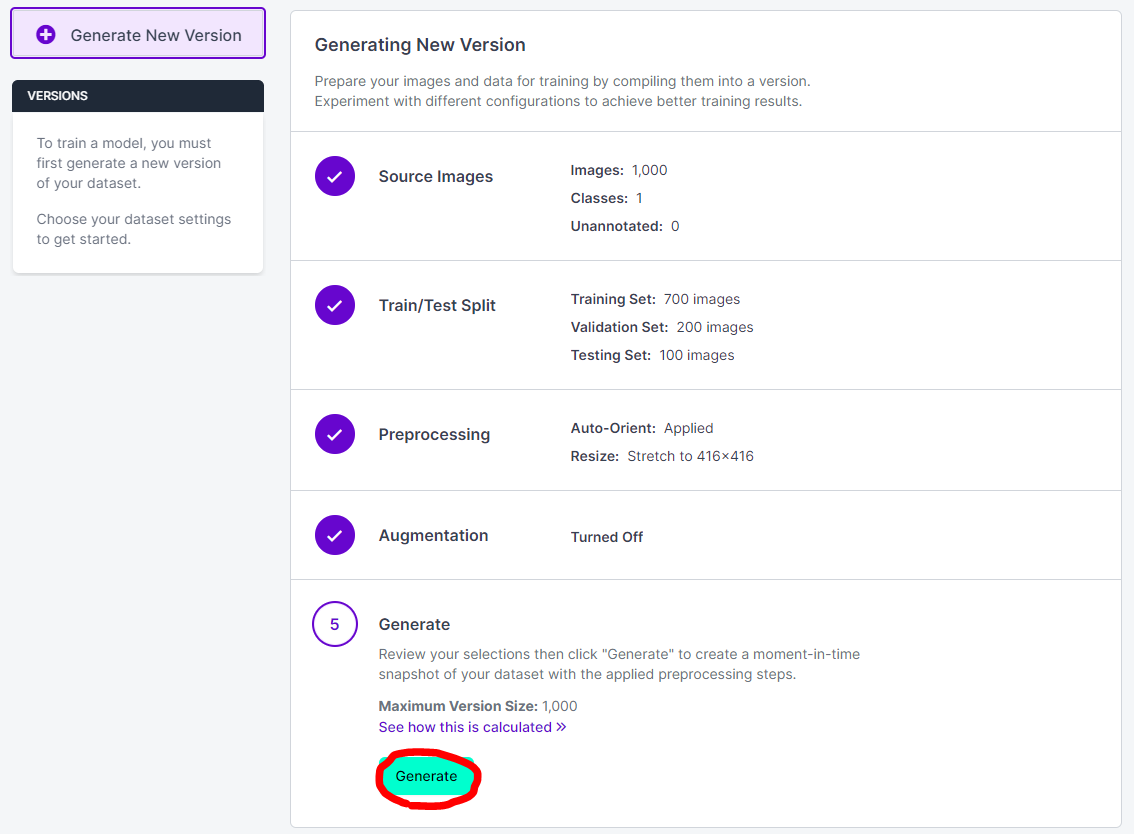 Generate New Version
VERSIONS
To train a model, you must
first generate a new version
of your dataset.
Choose your dataset settings
to get started.
Generating New Version
Prepare your images and data for training by compiling them into a version.
Experiment with different configurations to achieve better training results.
Source Images
Images: 1,000
Classes: 1
Unannotated: 0
Train/Test Split
Training Set: 700 images
Validation Set: 200 images
Testing Set: 100 images
Preprocessing
Auto-Orient: Applied
Resize: Stretch to 416×416
Augmentation
Turned Off
5
Generate
Review your selections then click "Generate" to create a moment-in-time
snapshot of your dataset with the applied preprocessing steps.
Maximum Version Size: 1,000
See how this is calculated »
Generate